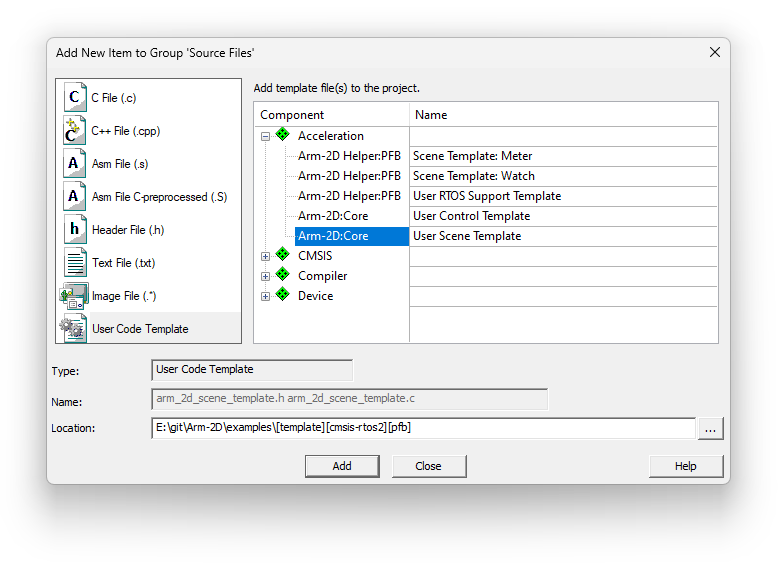 Add New Item to Group 'Source Files'
C File (.c)
C++ File (.cpp)
Asm File (.s)
Asm File C-preprocessed (.S)
Header File (.h)
Text File (.txt)
Image File (.*)
User Code Template
Add template file(s) to the project.
Component Name
Acceleration
Arm-2D Helper:PFB Scene Template: Meter
Arm-2D Helper:PFB Scene Template: Watch
Arm-2D Helper:PFB User RTOS Support Template
Arm-2D:Core User Control Template
Arm-2D:Core User Scene Template
CMSIS
Compiler
Device
Type: User Code Template
Name: arm_2d_scene_template.h arm_2d_scene_template.c
Location: E:\git\Arm-2D\examples\[template][cmsis-rtos2][pfb] ...
Add Close Help